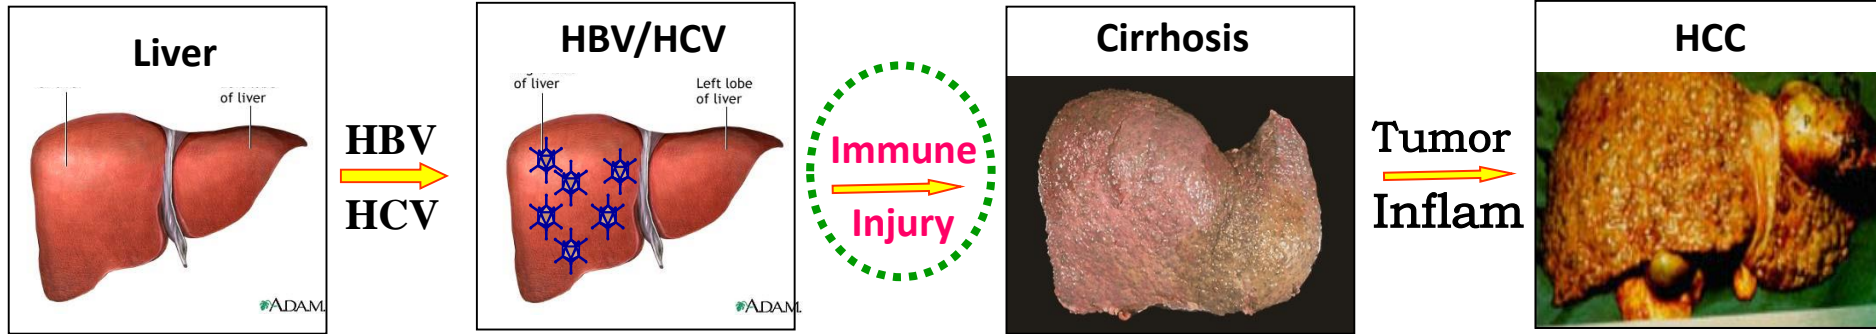 Liver
of liver
ADAM.
HBV
HCV
HBV/HCV
of liver
Left lobe
of liver
ADAM.
Immune
Injury
Cirrhosis
Tumor
Inflam
HCC